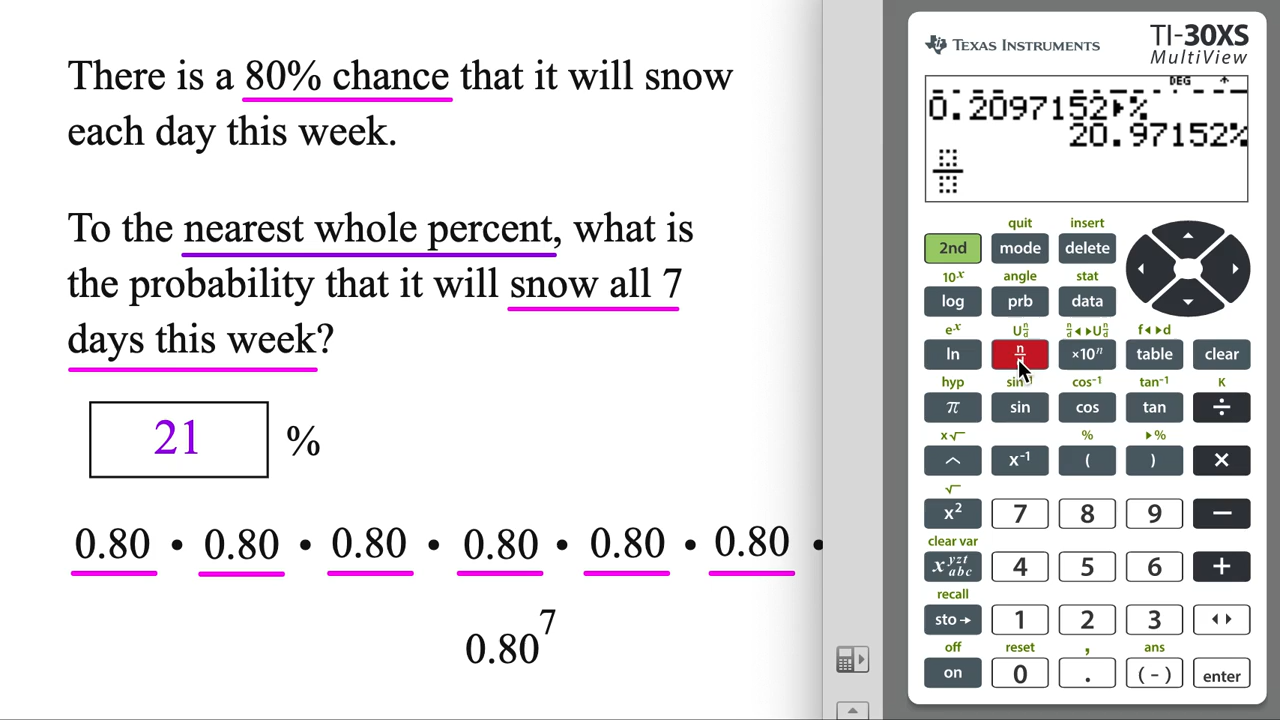 There is a 80% chance that it will snow
each day this week.
To the nearest whole percent, what is
the probability that it will snow all 7
days this week?
21 %
0.80 • 0.80 • 0.80 • 0.80 • 0.80 • 0.80 •
0.80⁷
TEXAS INSTRUMENTS
TI-30XS
MultiView
DEG
0.2097152▸%
20.97152%
quit insert
2nd mode delete
10ˣ angle stat
log prb data
eˣ U n/d n/d◂▸U n/d f◂▸d
ln n ×10ⁿ table clear
hyp sin cos⁻¹ tan⁻¹ K
π sin cos tan ÷
x√ % ▸%
^ x⁻¹ ( ) ×
√
x² 7 8 9 −
clear var
x yzt abc 4 5 6 +
recall
sto→ 1 2 3 ◂▸
off reset , ans
on 0 . (-) enter